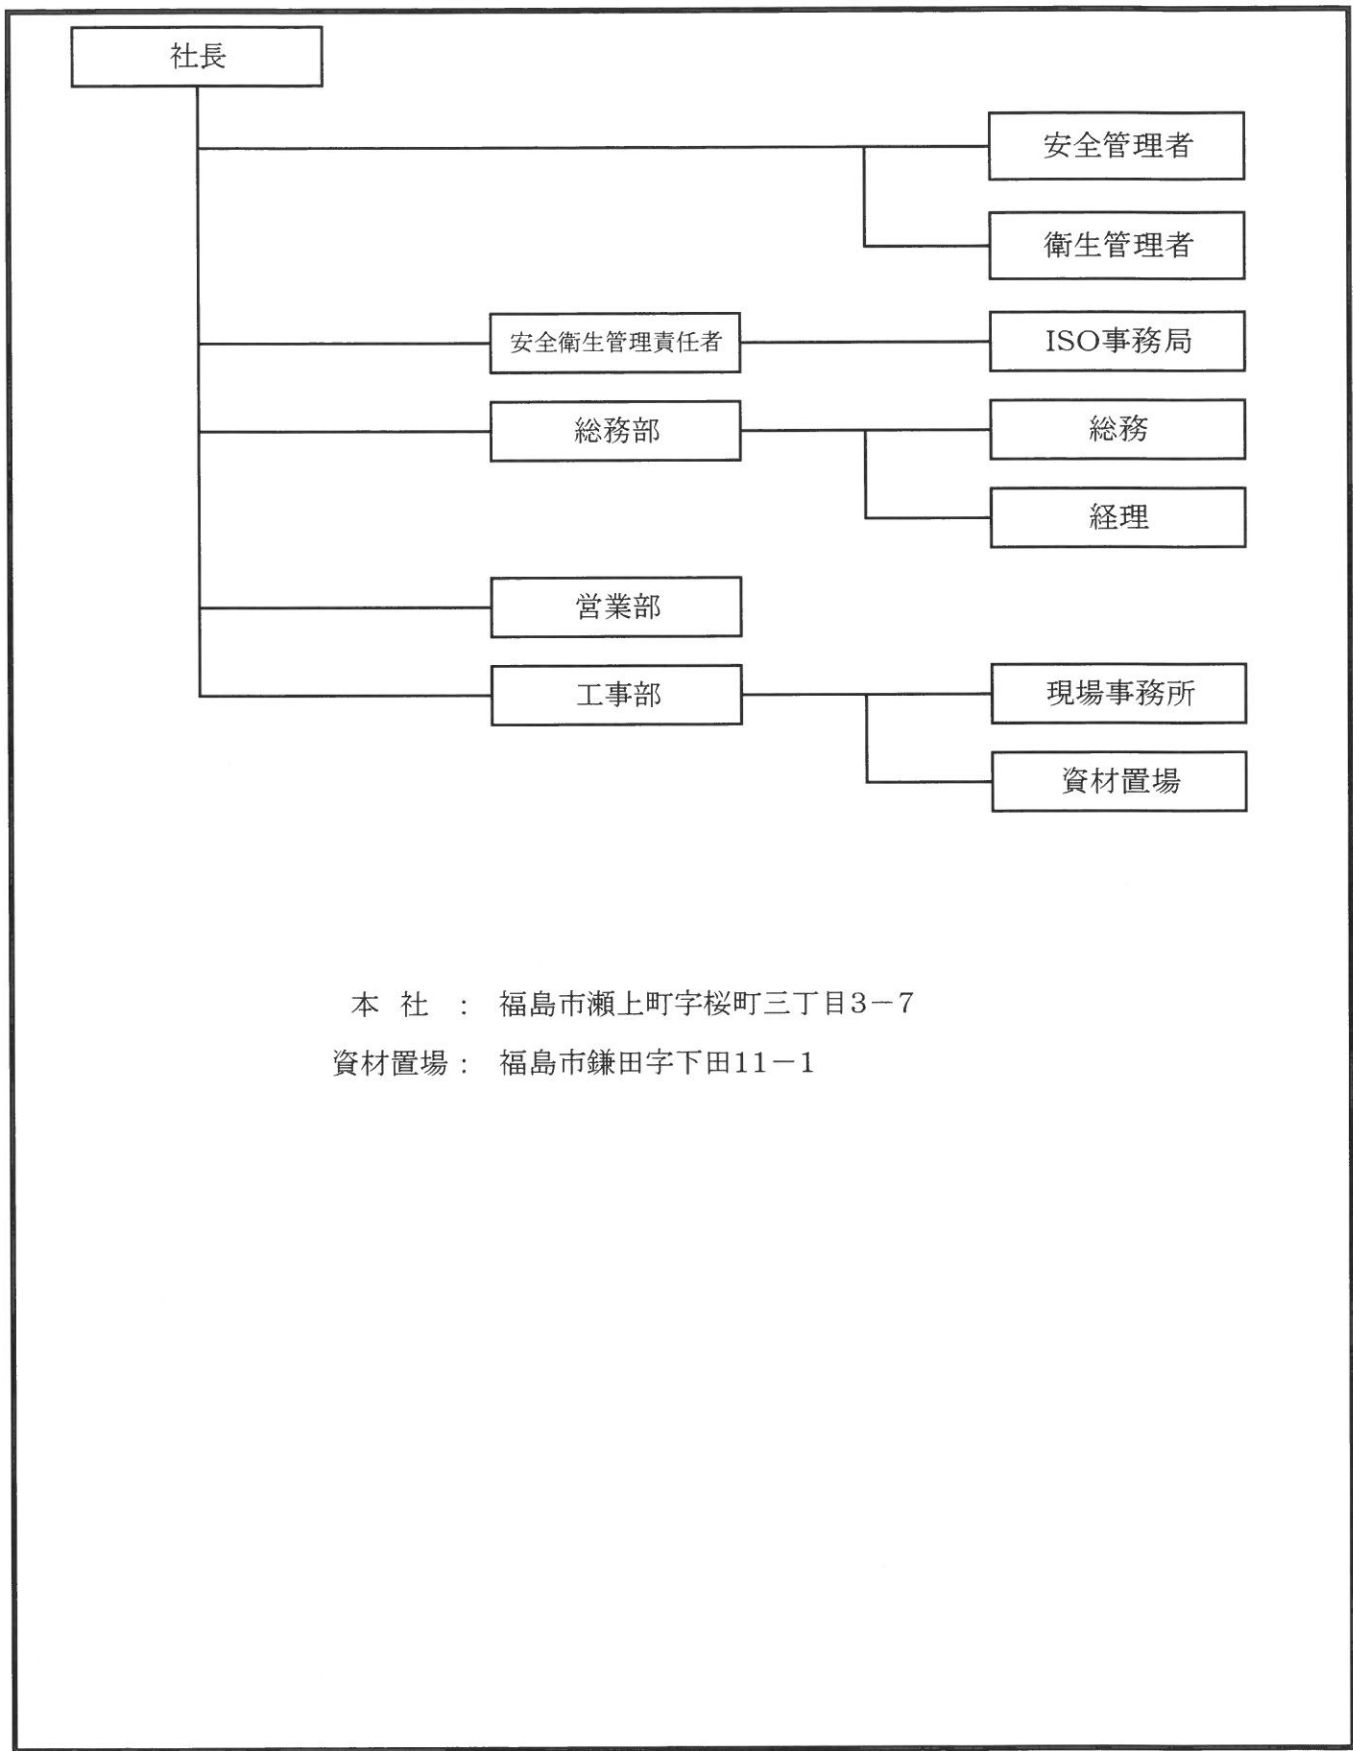 社長
安全管理者
衛生管理者
安全衛生管理責任者 ISO事務局
総務部 総務
経理
営業部
工事部 現場事務所
資材置場
本 社 : 福島市瀬上町字桜町三丁目3-7
資材置場: 福島市鎌田字下田11-1